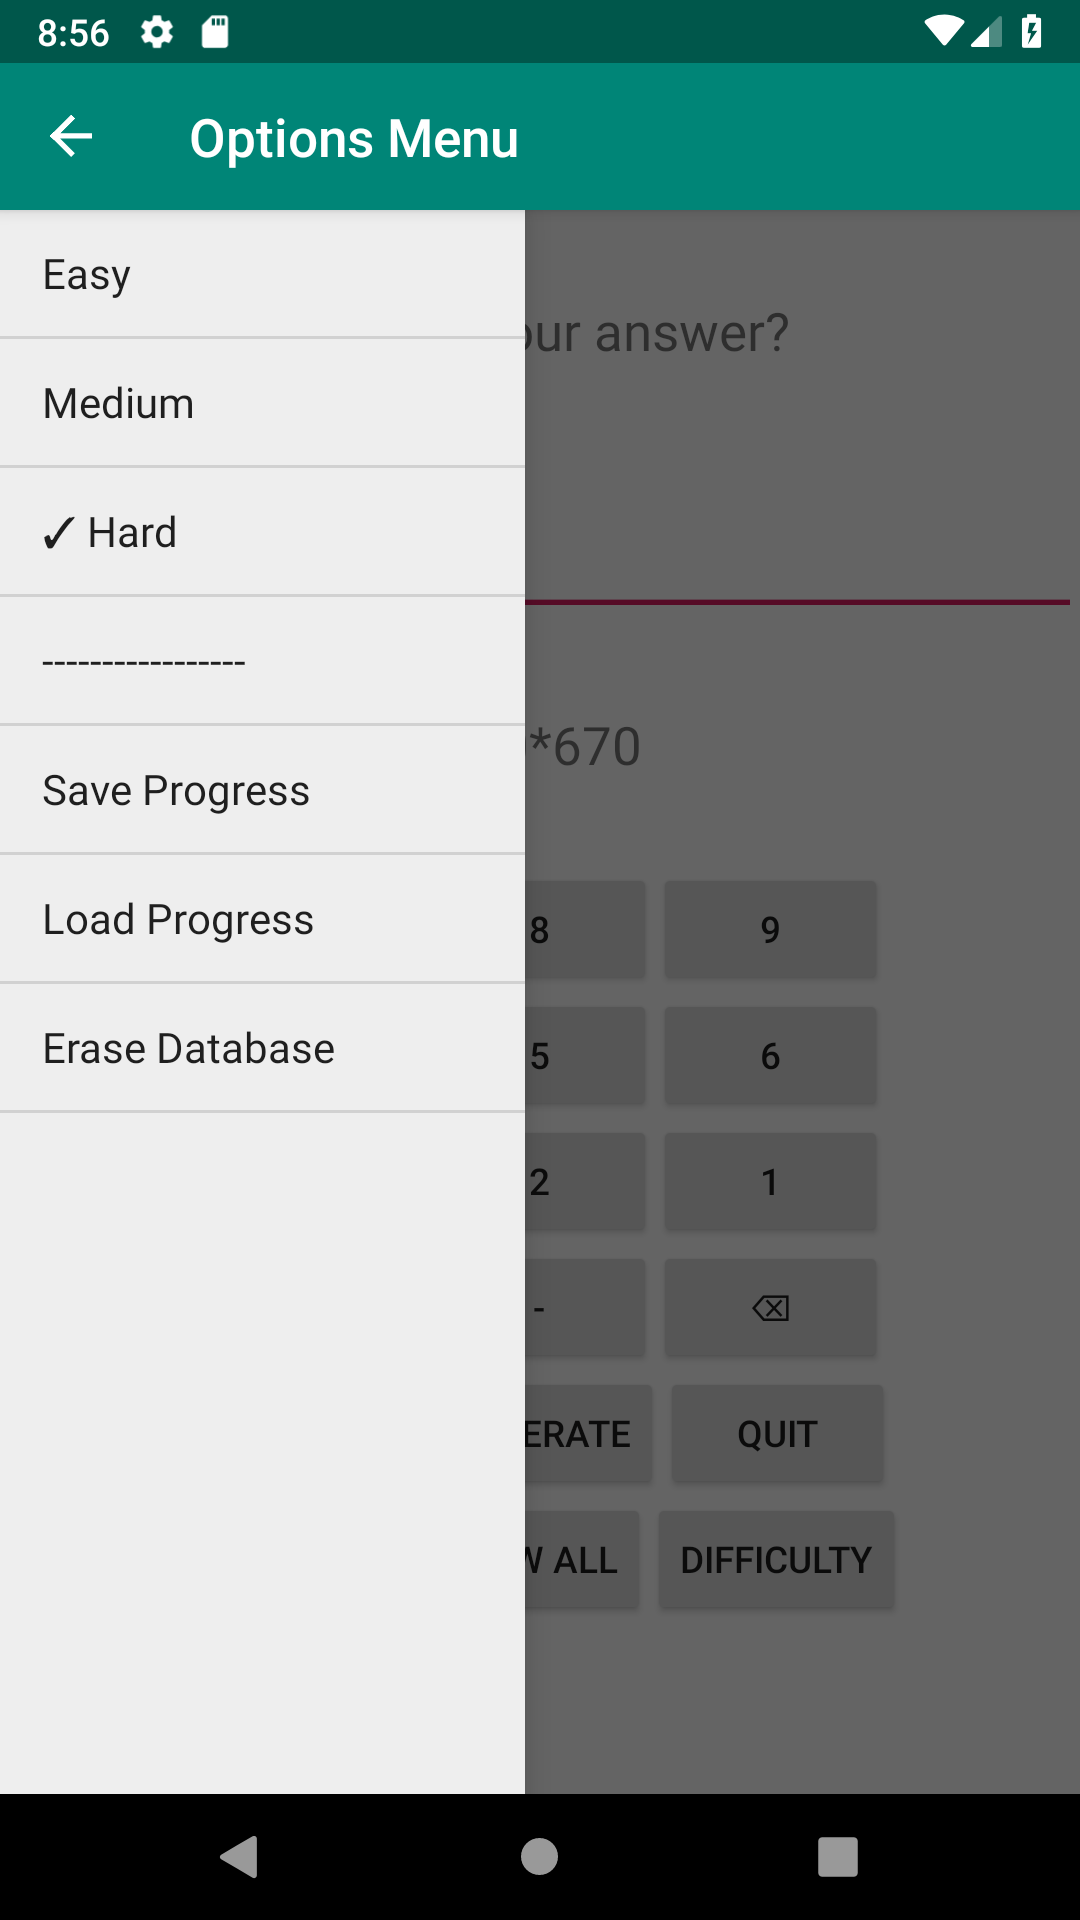 8:56
Options Menu
Easy
our answer?
Medium
✓ Hard
-----------------
*670
Save Progress
8 9
Load Progress
5 6
Erase Database
2 1
- ⌫
ERATE QUIT
W ALL DIFFICULTY